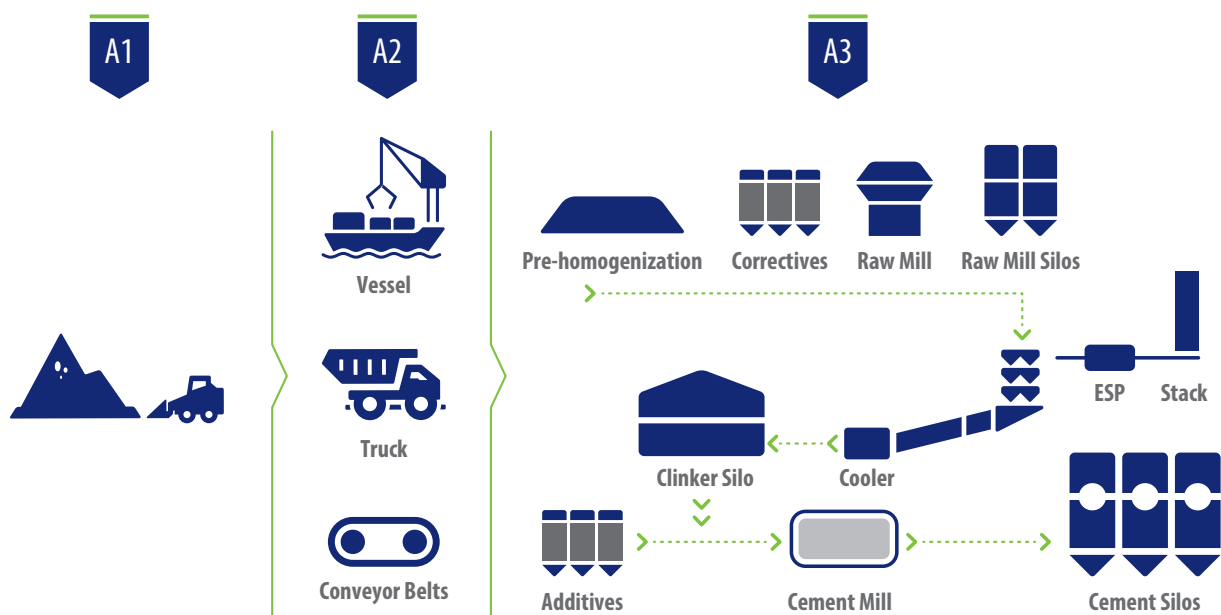 A1
A2
A3
Vessel
Truck
Conveyor Belts
Pre-homogenization
Correctives
Raw Mill
Raw Mill Silos
ESP
Stack
Clinker Silo
Cooler
Additives
Cement Mill
Cement Silos